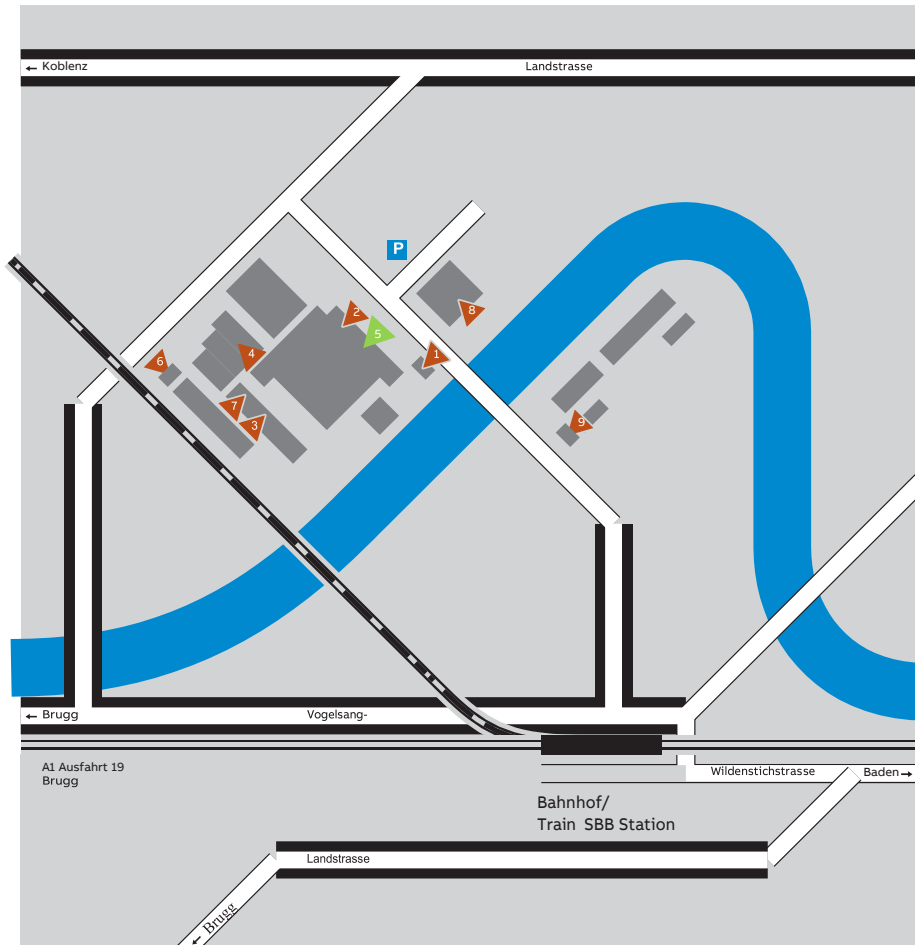 ← Koblenz
Landstrasse
P
2
8
5
1
4
6
7
3
9
← Brugg
Vogelsang-
A1 Ausfahrt 19
Brugg
Wildenstichstrasse
Baden→
Bahnhof/
Train SBB Station
Landstrasse
← Brugg